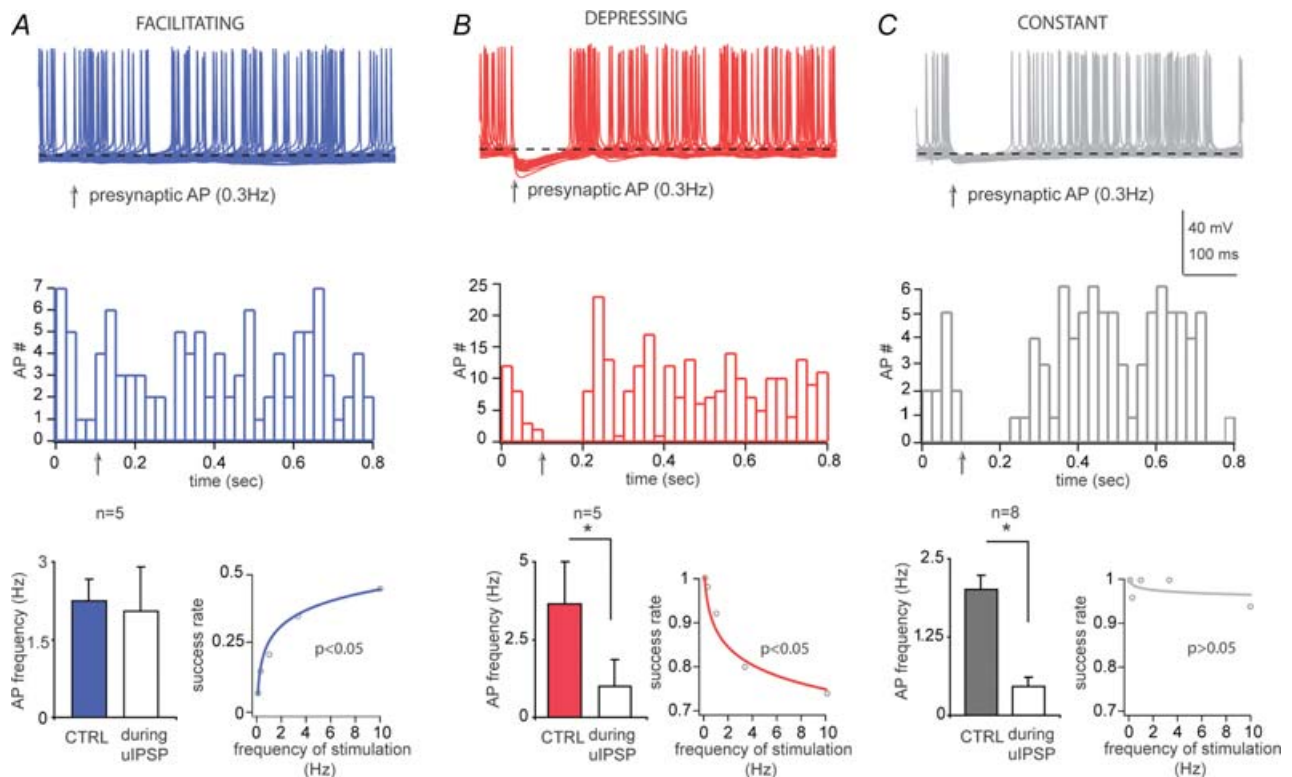 A FACILITATING
B DEPRESSING
C CONSTANT
presynaptic AP (0.3Hz)
presynaptic AP (0.3Hz)
presynaptic AP (0.3Hz)
40 mV
100 ms
7
6
5
4
3
2
1
0
AP #
0 0.2 0.4 0.6 0.8
time (sec)
25
20
15
10
5
0
AP #
0 0.2 0.4 0.6 0.8
time (sec)
6
5
4
3
2
1
0
AP #
0 0.2 0.4 0.6 0.8
time (sec)
n=5
3
1.5
0
AP frequency (Hz)
CTRL during
uIPSP
0.5
0.25
0
success rate
p<0.05
0 2 4 6 8 10
frequency of stimulation
(Hz)
n=5
*
5
2.5
0
AP frequency (Hz)
CTRL during
uIPSP
1
0.9
0.8
0.7
success rate
p<0.05
0 2 4 6 8 10
frequency of stimulation
(Hz)
n=8
*
2.5
1.25
0
AP frequency (Hz)
CTRL during
uIPSP
1
0.9
0.8
0.7
success rate
p>0.05
0 2 4 6 8 10
frequency of stimulation
(Hz)